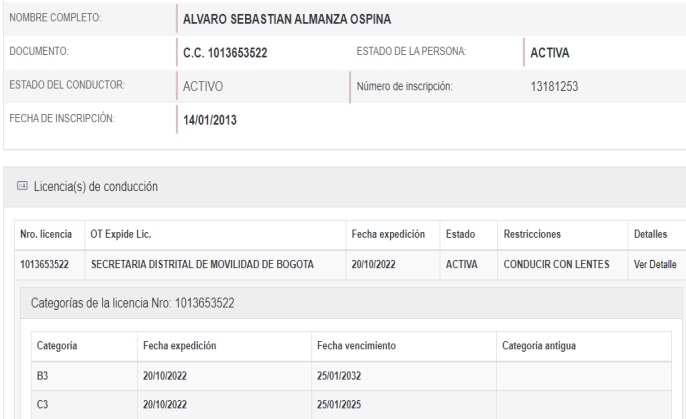 NOMBRE COMPLETO: ALVARO SEBASTIAN ALMANZA OSPINA
DOCUMENTO: C.C. 1013653522 ESTADO DE LA PERSONA: ACTIVA
ESTADO DEL CONDUCTOR: ACTIVO Número de inscripción: 13181253
FECHA DE INSCRIPCIÓN: 14/01/2013
Licencia(s) de conducción
Nro. licencia OT Expide Lic. Fecha expedición Estado Restricciones Detalles
1013653522 SECRETARIA DISTRITAL DE MOVILIDAD DE BOGOTA 20/10/2022 ACTIVA CONDUCIR CON LENTES Ver Detalle
Categorías de la licencia Nro: 1013653522
Categoría Fecha expedición Fecha vencimiento Categoría antigua
B3 20/10/2022 25/01/2032
C3 20/10/2022 25/01/2025